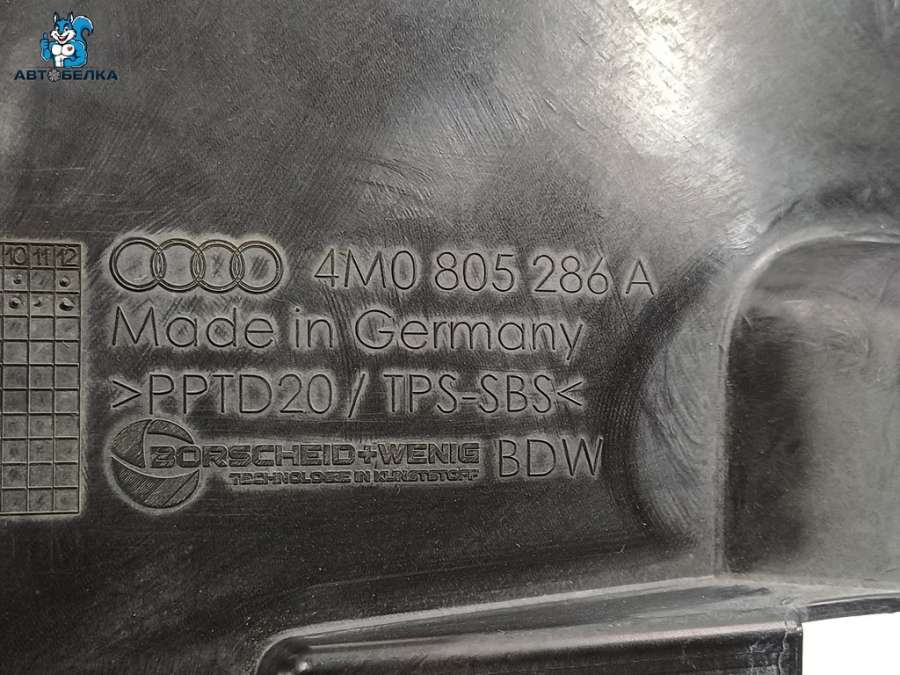 АВТОБЕЛКА
10 11 12
4M0 805 286 A
Made in Germany
>PPTD20 / TPS-SBS<
BORSCHEID+WENIG BDW
TECHNOLOGIE IN KUNSTSTOFF